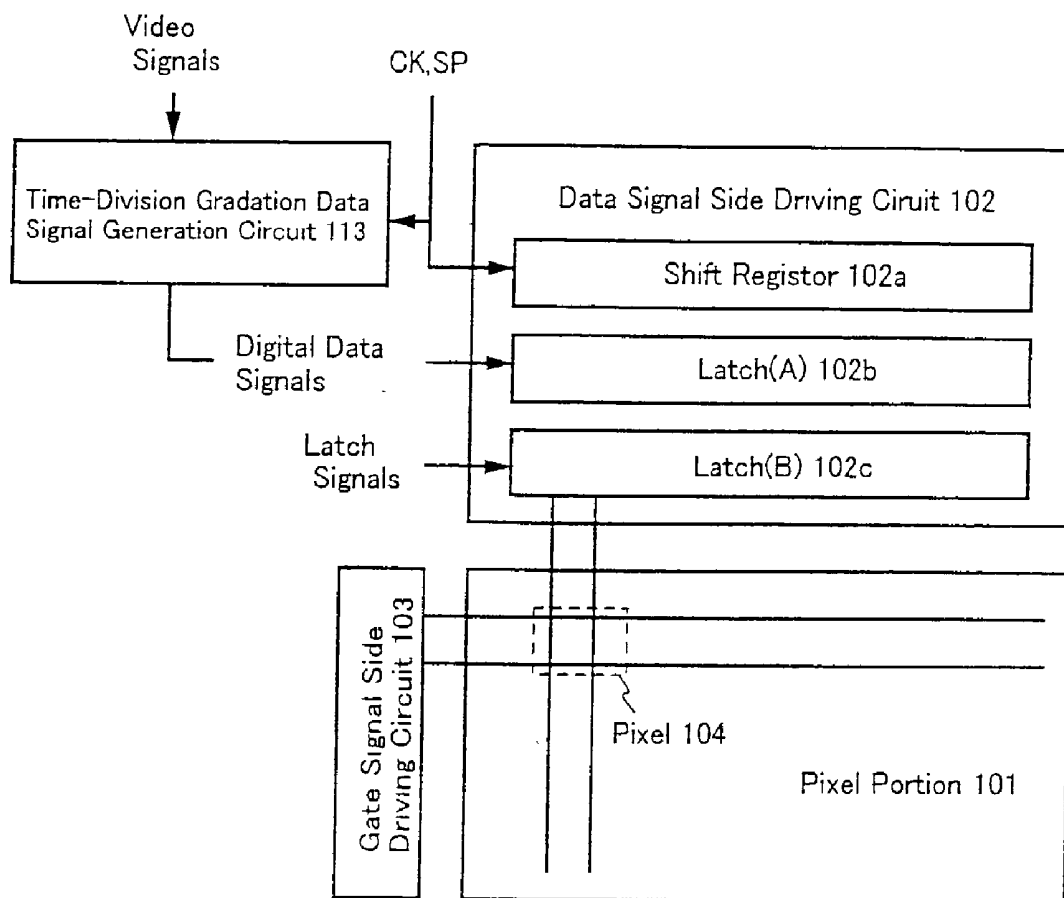 Video
Signals
CK,SP
Time-Division Gradation Data
Signal Generation Circuit 113
Data Signal Side Driving Ciruit 102
Shift Registor 102a
Digital Data
Signals
Latch(A) 102b
Latch
Signals
Latch(B) 102c
Gate Signal Side
Driving Circuit 103
Pixel 104
Pixel Portion 101